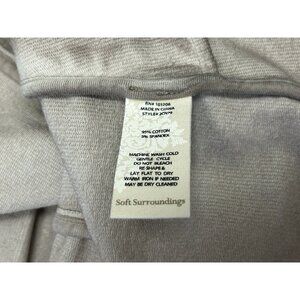 MADE IN CHINA
95% COTTON
5% SPANDEX
MACHINE WASH COLD
GENTLE CYCLE
DO NOT BLEACH
RE-SHAPE &
LAY FLAT TO DRY
WARM IRON IF NEEDED
MAY BE DRY CLEANED
Soft Surroundings